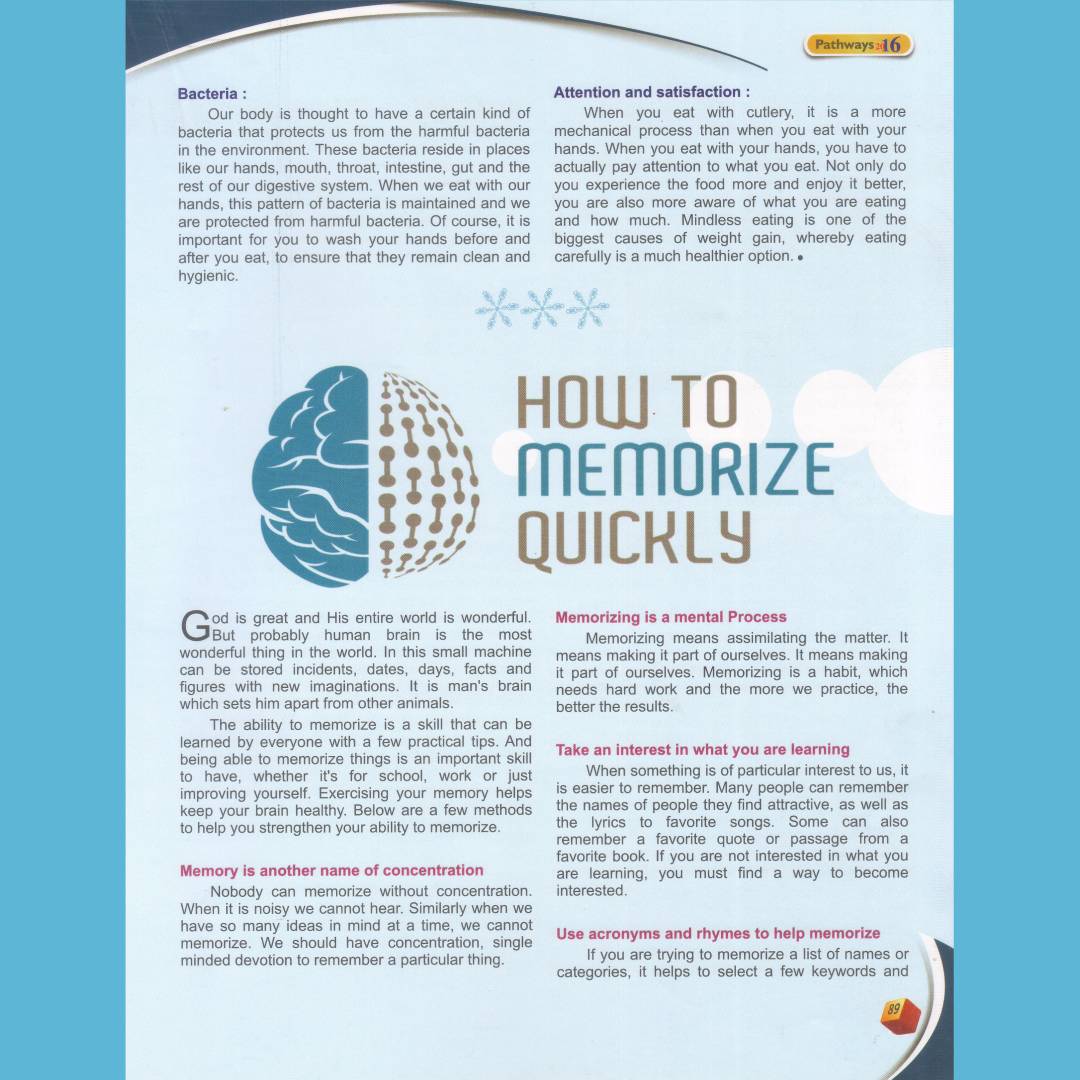 Pathways 2016
Bacteria :
Our body is thought to have a certain kind of
bacteria that protects us from the harmful bacteria
in the environment. These bacteria reside in places
like our hands, mouth, throat, intestine, gut and the
rest of our digestive system. When we eat with our
hands, this pattern of bacteria is maintained and we
are protected from harmful bacteria. Of course, it is
important for you to wash your hands before and
after you eat, to ensure that they remain clean and
hygienic.
Attention and satisfaction :
When you eat with cutlery, it is a more
mechanical process than when you eat with your
hands. When you eat with your hands, you have to
actually pay attention to what you eat. Not only do
you experience the food more and enjoy it better,
you are also more aware of what you are eating
and how much. Mindless eating is one of the
biggest causes of weight gain, whereby eating
carefully is a much healthier option. •
HOW TO
MEMORIZE
QUICKLY
God is great and His entire world is wonderful.
But probably human brain is the most
wonderful thing in the world. In this small machine
can be stored incidents, dates, days, facts and
figures with new imaginations. It is man's brain
which sets him apart from other animals.
The ability to memorize is a skill that can be
learned by everyone with a few practical tips. And
being able to memorize things is an important skill
to have, whether it's for school, work or just
improving yourself. Exercising your memory helps
keep your brain healthy. Below are a few methods
to help you strengthen your ability to memorize.
Memory is another name of concentration
Nobody can memorize without concentration.
When it is noisy we cannot hear. Similarly when we
have so many ideas in mind at a time, we cannot
memorize. We should have concentration, single
minded devotion to remember a particular thing.
Memorizing is a mental Process
Memorizing means assimilating the matter. It
means making it part of ourselves. It means making
it part of ourselves. Memorizing is a habit, which
needs hard work and the more we practice, the
better the results.
Take an interest in what you are learning
When something is of particular interest to us, it
is easier to remember. Many people can remember
the names of people they find attractive, as well as
the lyrics to favorite songs. Some can also
remember a favorite quote or passage from a
favorite book. If you are not interested in what you
are learning, you must find a way to become
interested.
Use acronyms and rhymes to help memorize
If you are trying to memorize a list of names or
categories, it helps to select a few keywords and
89